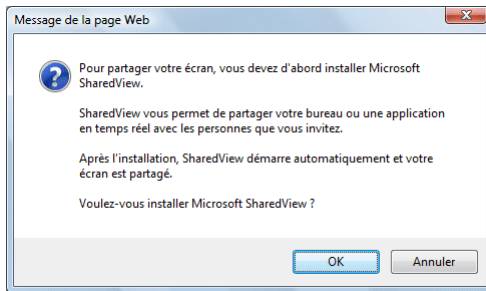 Message de la page Web
Pour partager votre écran, vous devez d'abord installer Microsoft
SharedView.
SharedView vous permet de partager votre bureau ou une application
en temps réel avec les personnes que vous invitez.
Après l'installation, SharedView démarre automatiquement et votre
écran est partagé.
Voulez-vous installer Microsoft SharedView ?
OK
Annuler